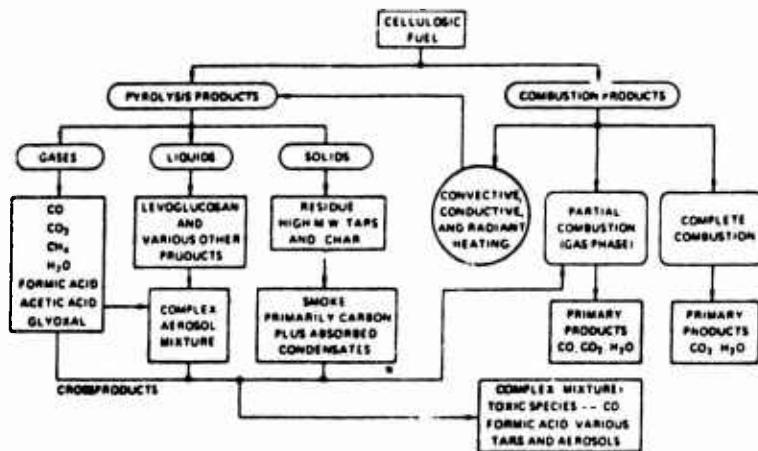 CELLULOSIC
FUEL
PYROLYSIS PRODUCTS
COMBUSTION PRODUCTS
GASES
LIQUIDS
SOLIDS
CO
CO2
CH4
H2O
FORMIC ACID
ACETIC ACID
GLYOXAL
LEVOGLUCOSAN
AND
VARIOUS OTHER
PRUDUCTS
RESIDUE
HIGH M W TAPS
AND CHAR
CONVECTIVE,
CONDUCTIVE,
AND RADIANT
HEATING
PARTIAL
COMBUSTION
(GAS PHASE)
COMPLETE
COMBUSTION
COMPLEX
AEROSOL
MIXTURE
SMOKE
PRIMARILY CARBON
PLUS ABSORBED
CONDENSATES
PRIMARY
PRODUCTS
CO, CO2 H2O
PRIMARY
PRODUCTS
CO2 H2O
CROSSPRODUCTS
COMPLEX MIXTURE:
TOXIC SPECIES -- CO
FORMIC ACID VARIOUS
TARS AND AEROSOLS